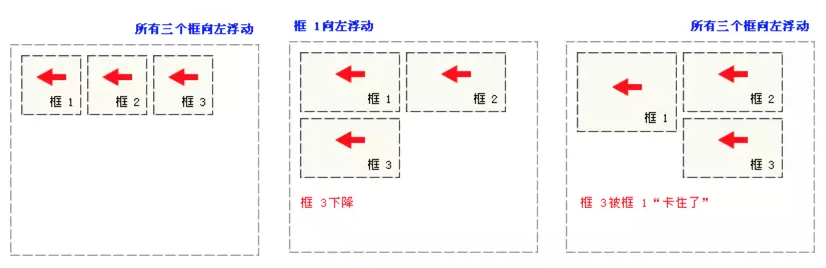 所有三个框向左浮动
框 1
框 2
框 3
框 1向左浮动
框 1
框 2
框 3
框 3下降
所有三个框向左浮动
框 1
框 2
框 3
框 3被框 1“卡住了”